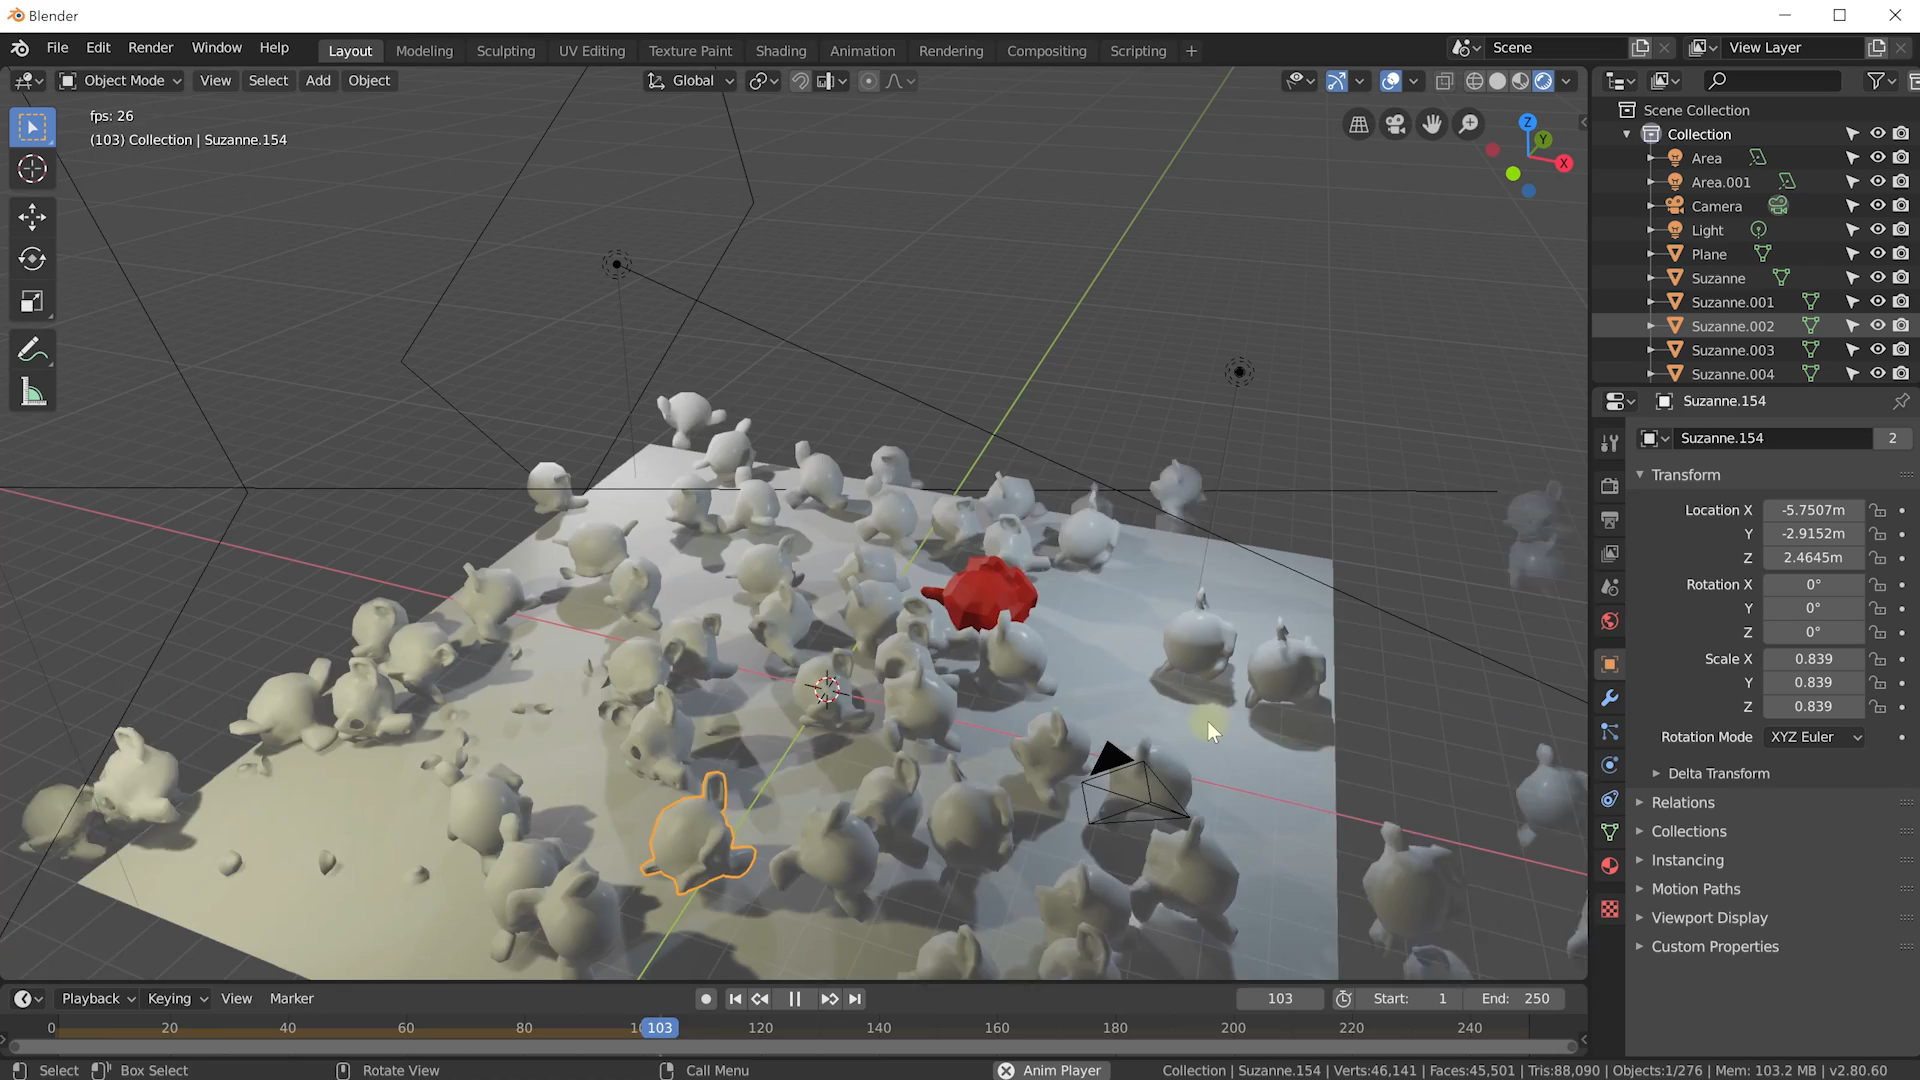 Blender
File Edit Render Window Help Layout Modeling Sculpting UV Editing Texture Paint Shading Animation Rendering Compositing Scripting + Scene View Layer
Object Mode View Select Add Object Global
fps: 26
(103) Collection | Suzanne.154
Z
Y
X
Scene Collection
Collection
Area
Area.001
Camera
Light
Plane
Suzanne
Suzanne.001
Suzanne.002
Suzanne.003
Suzanne.004
Suzanne.154
Suzanne.154 2
Transform
Location X -5.7507m
Y -2.9152m
Z 2.4645m
Rotation X 0°
Y 0°
Z 0°
Scale X 0.839
Y 0.839
Z 0.839
Rotation Mode XYZ Euler
Delta Transform
Relations
Collections
Instancing
Motion Paths
Viewport Display
Custom Properties
Playback Keying View Marker 103 Start: 1 End: 250
0 20 40 60 80 103 120 140 160 180 200 220 240
Select Box Select Rotate View Call Menu Anim Player Collection | Suzanne.154 | Verts:46,141 | Faces:45,501 | Tris:88,090 | Objects:1/276 | Mem: 103.2 MB | v2.80.60